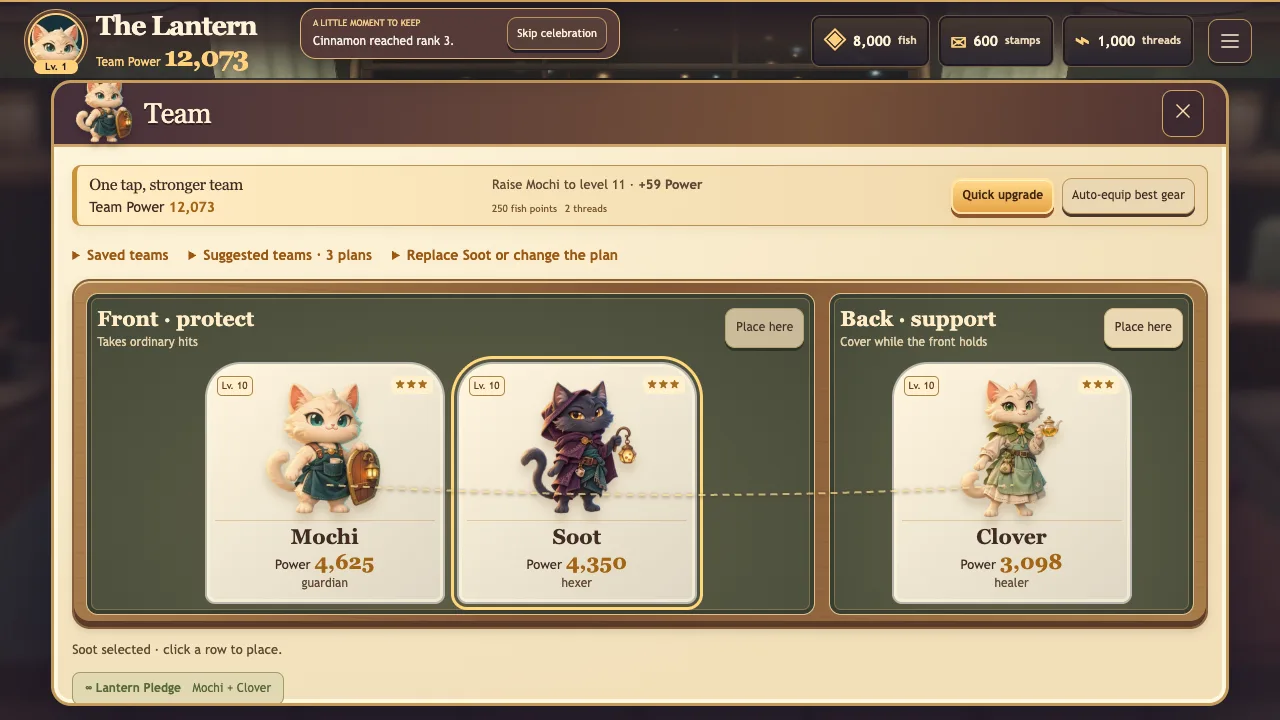 The Lantern
Team Power 12,073
Lv. 1
A LITTLE MOMENT TO KEEP
Cinnamon reached rank 3.
Skip celebration
8,000 fish
600 stamps
1,000 threads
Team
One tap, stronger team
Team Power 12,073
Raise Mochi to level 11 · +59 Power
250 fish points 2 threads
Quick upgrade
Auto-equip best gear
Saved teams
Suggested teams · 3 plans
Replace Soot or change the plan
Front · protect
Takes ordinary hits
Place here
Lv. 10
Mochi
Power 4,625
guardian
Lv. 10
Soot
Power 4,350
hexer
Back · support
Cover while the front holds
Place here
Lv. 10
Clover
Power 3,098
healer
Soot selected · click a row to place.
Lantern Pledge Mochi + Clover